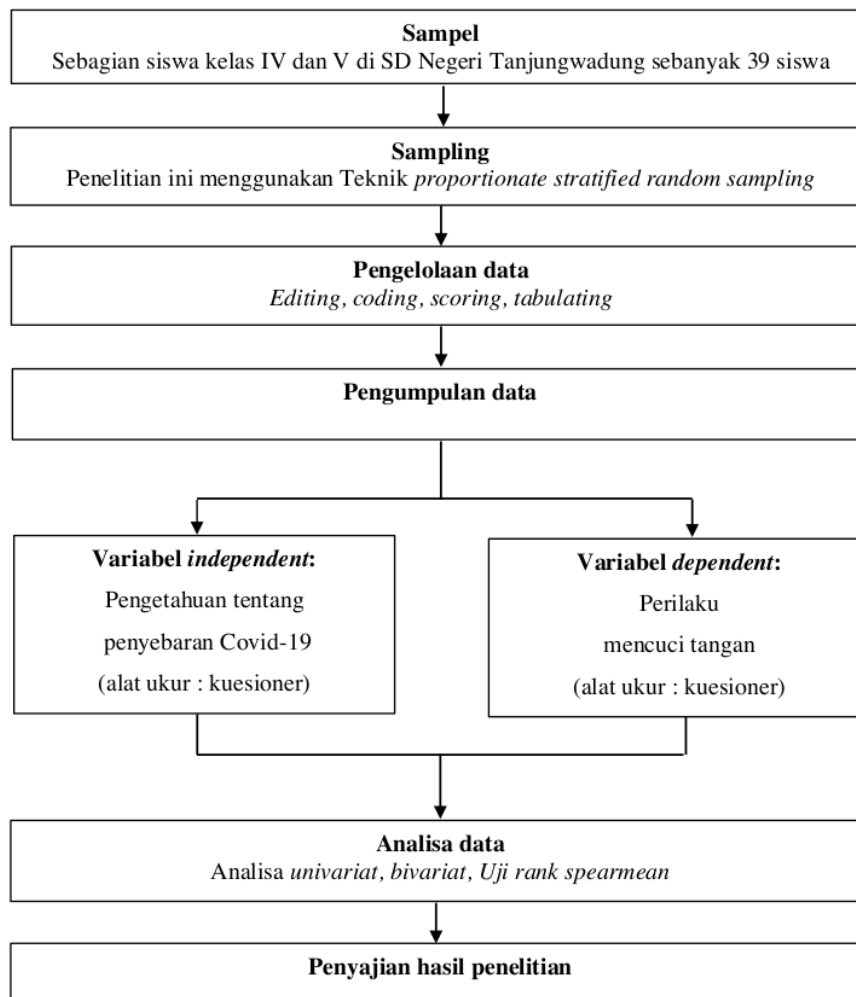 Sampel
Sebagian siswa kelas IV dan V di SD Negeri Tanjungwadung sebanyak 39 siswa
Sampling
Penelitian ini menggunakan Teknik proportionate stratified random sampling
Pengelolaan data
Editing, coding, scoring, tabulating
Pengumpulan data
Variabel independent:
Pengetahuan tentang
penyebaran Covid-19
(alat ukur : kuesioner)
Variabel dependent:
Perilaku
mencuci tangan
(alat ukur : kuesioner)
Analisa data
Analisa univariat, bivariat, Uji rank spearmean
Penyajian hasil penelitian